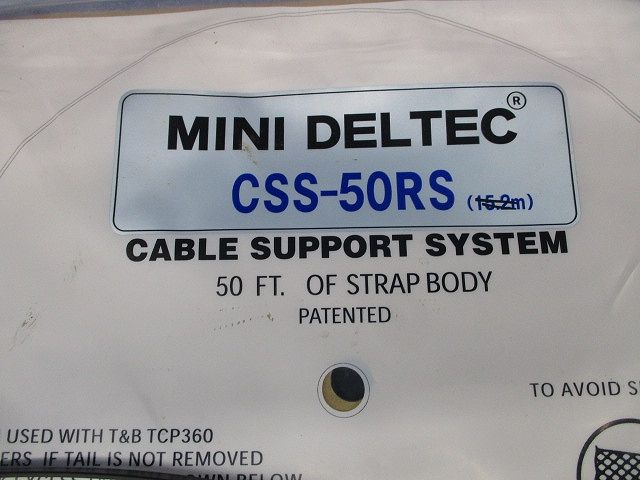 MINI DELTEC®
CSS-50RS (15.2m)
CABLE SUPPORT SYSTEM
50 FT. OF STRAP BODY
PATENTED
TO AVOID
USED WITH T&B TCP360
ERS IF TAIL IS NOT REMOVED
BELOW